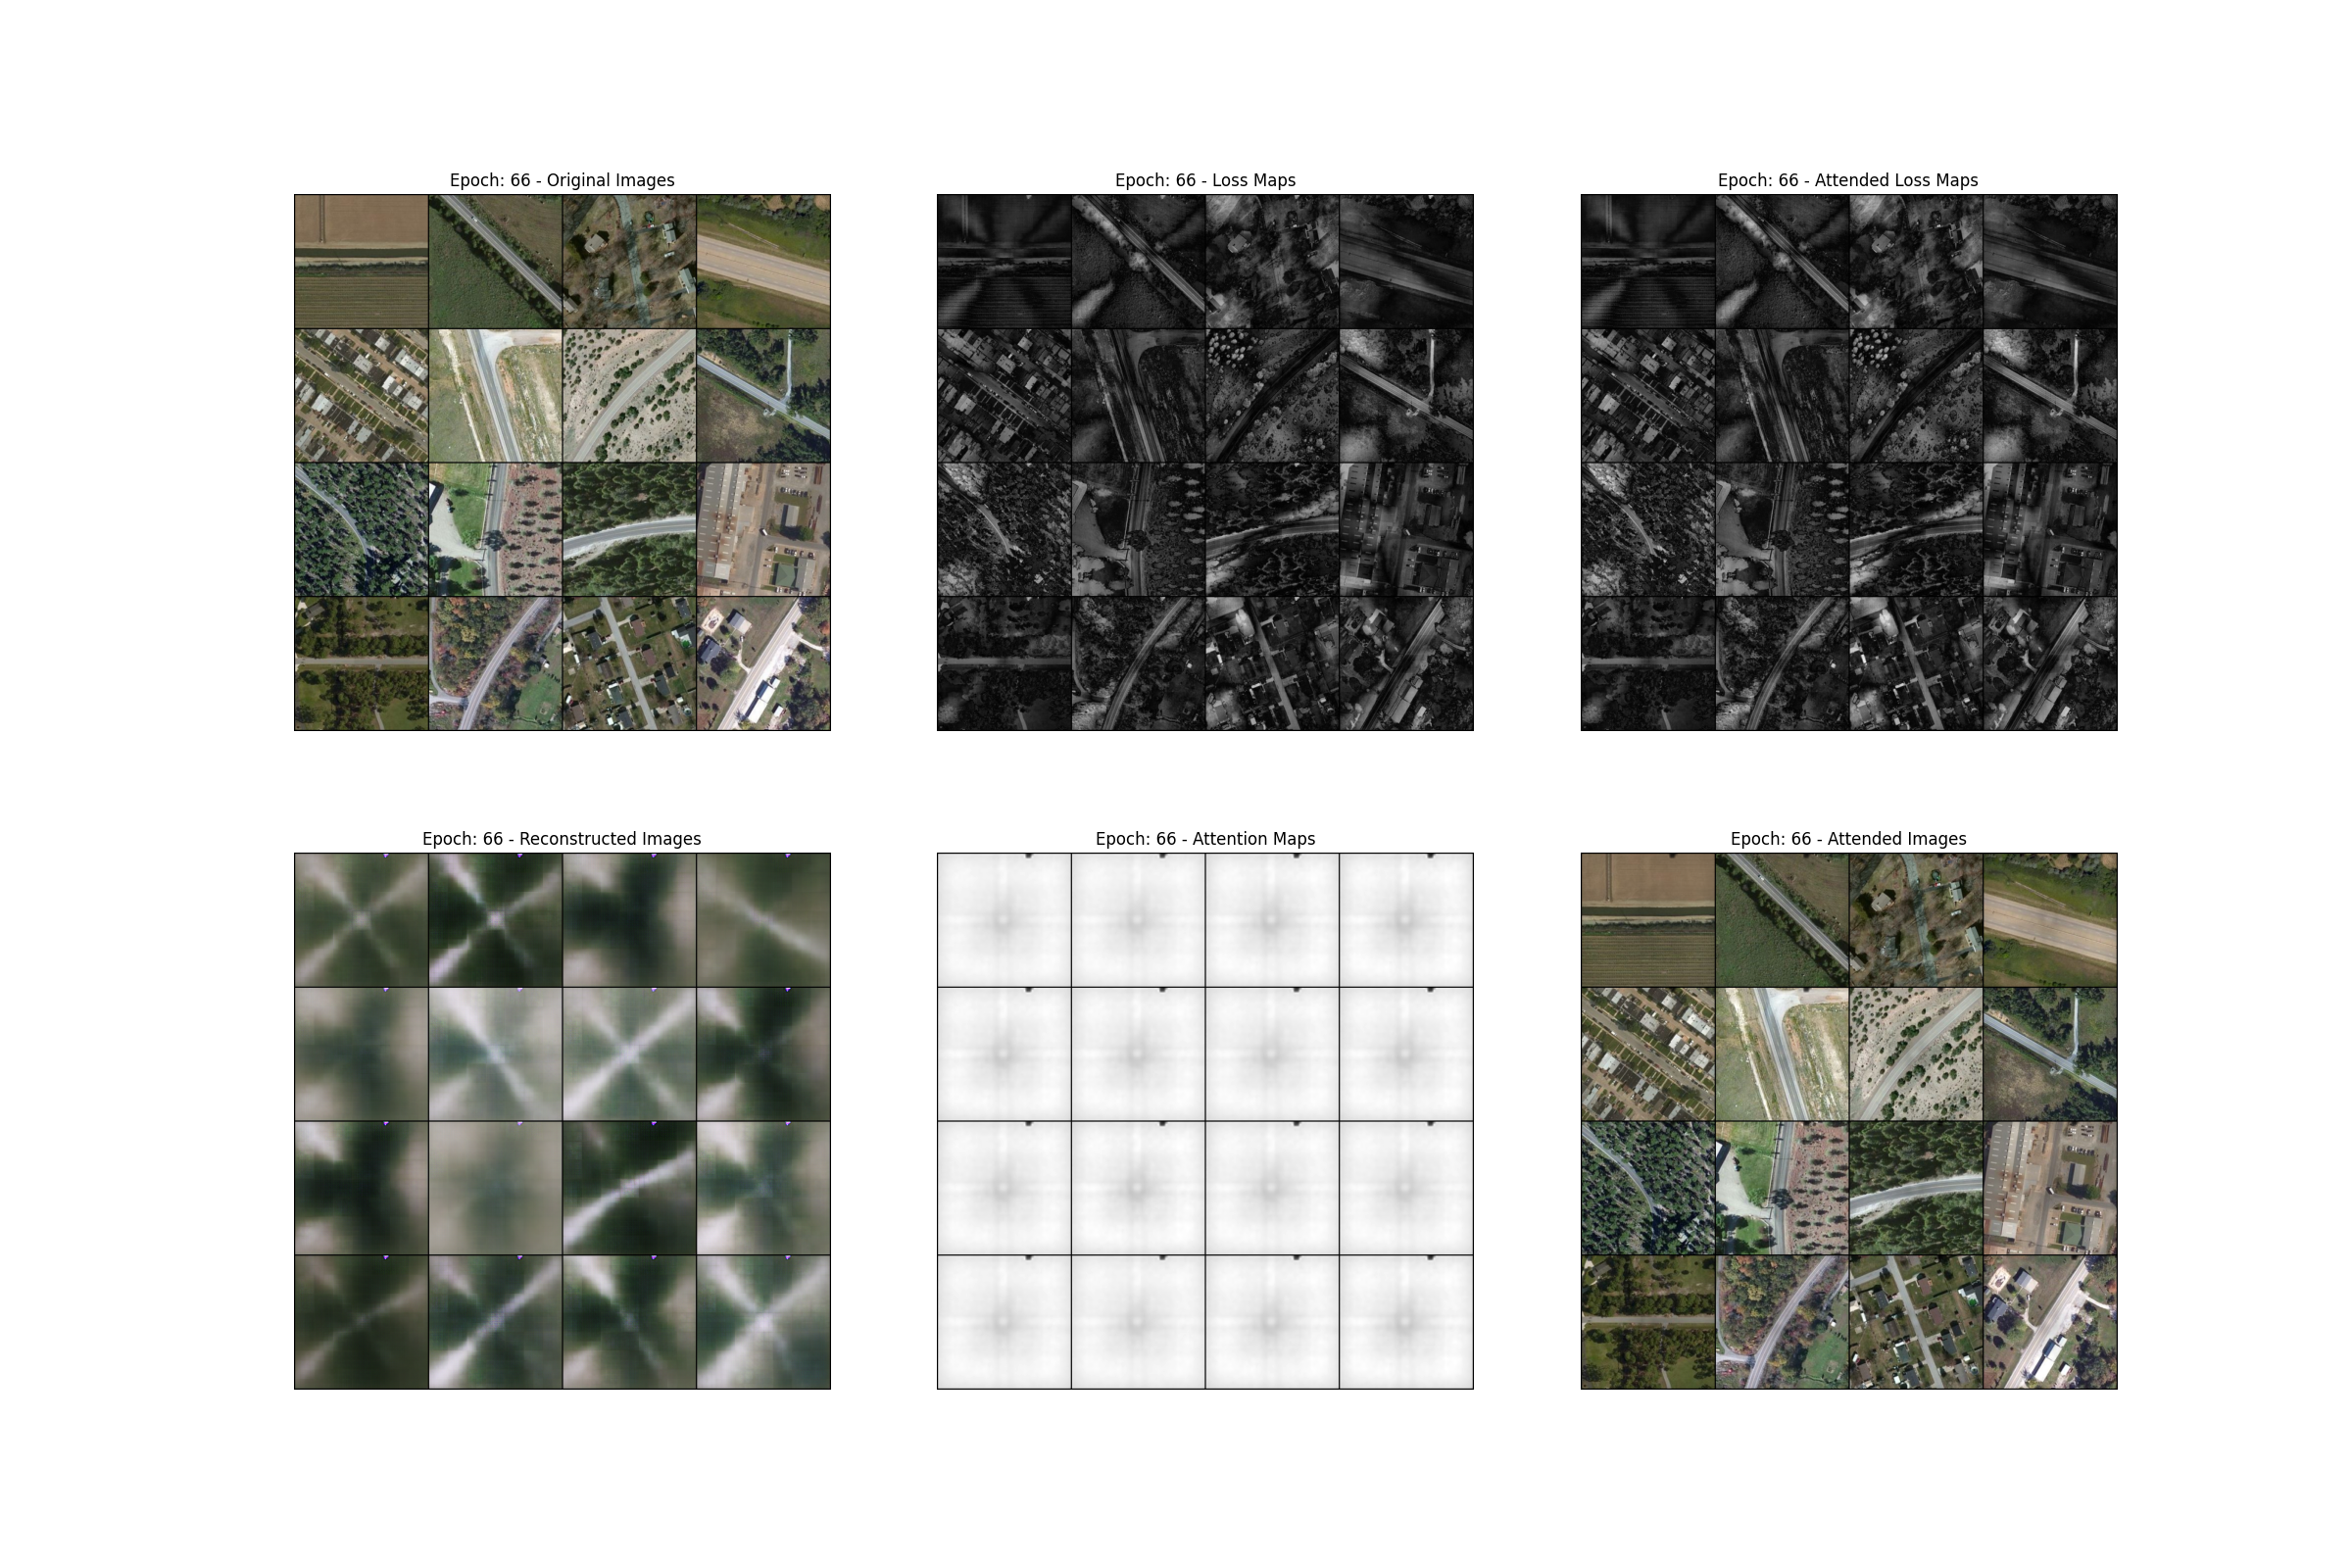 Epoch: 66 - Original Images
Epoch: 66 - Loss Maps
Epoch: 66 - Attended Loss Maps
Epoch: 66 - Reconstructed Images
Epoch: 66 - Attention Maps
Epoch: 66 - Attended Images